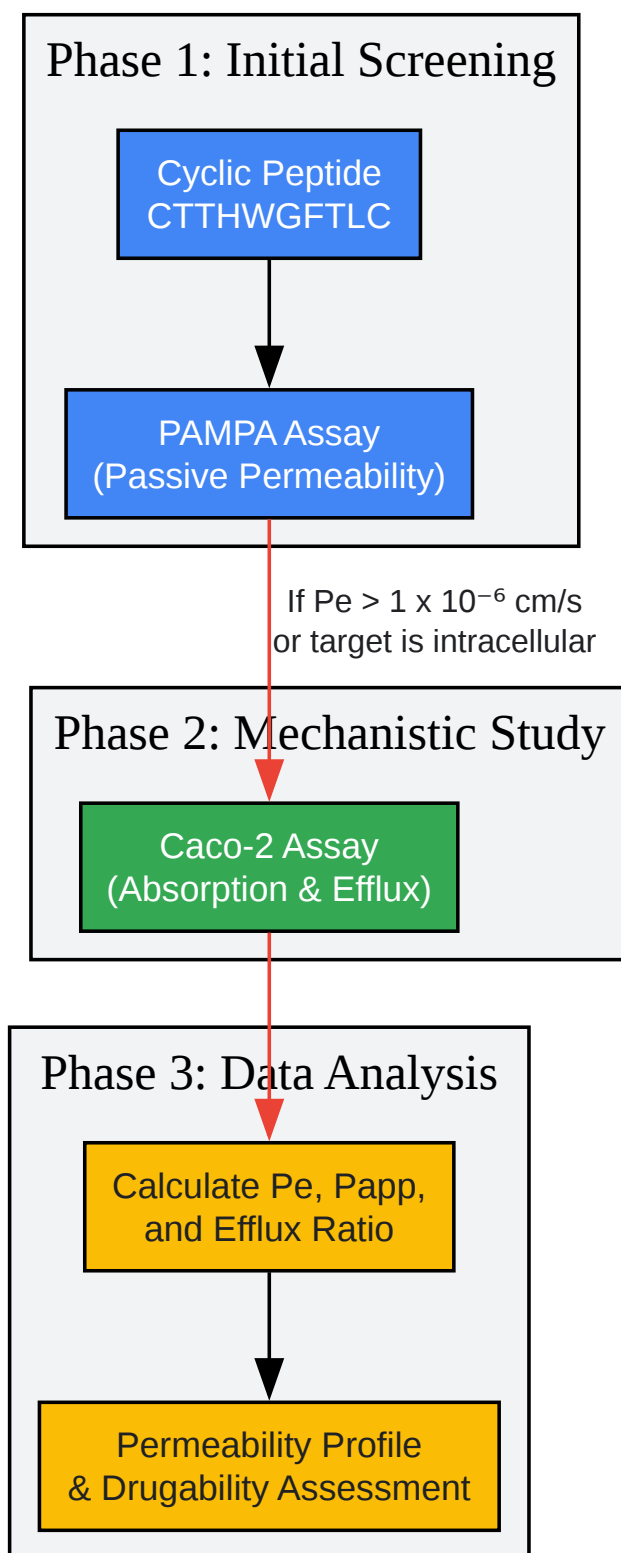 Phase 1: Initial Screening
Cyclic Peptide
CTTHWGFTLC
PAMPA Assay
(Passive Permeability)
If Pe > 1 x 10⁻⁶ cm/s
or target is intracellular
Phase 2: Mechanistic Study
Caco-2 Assay
(Absorption & Efflux)
Phase 3: Data Analysis
Calculate Pe, Papp,
and Efflux Ratio
Permeability Profile
& Drugability Assessment